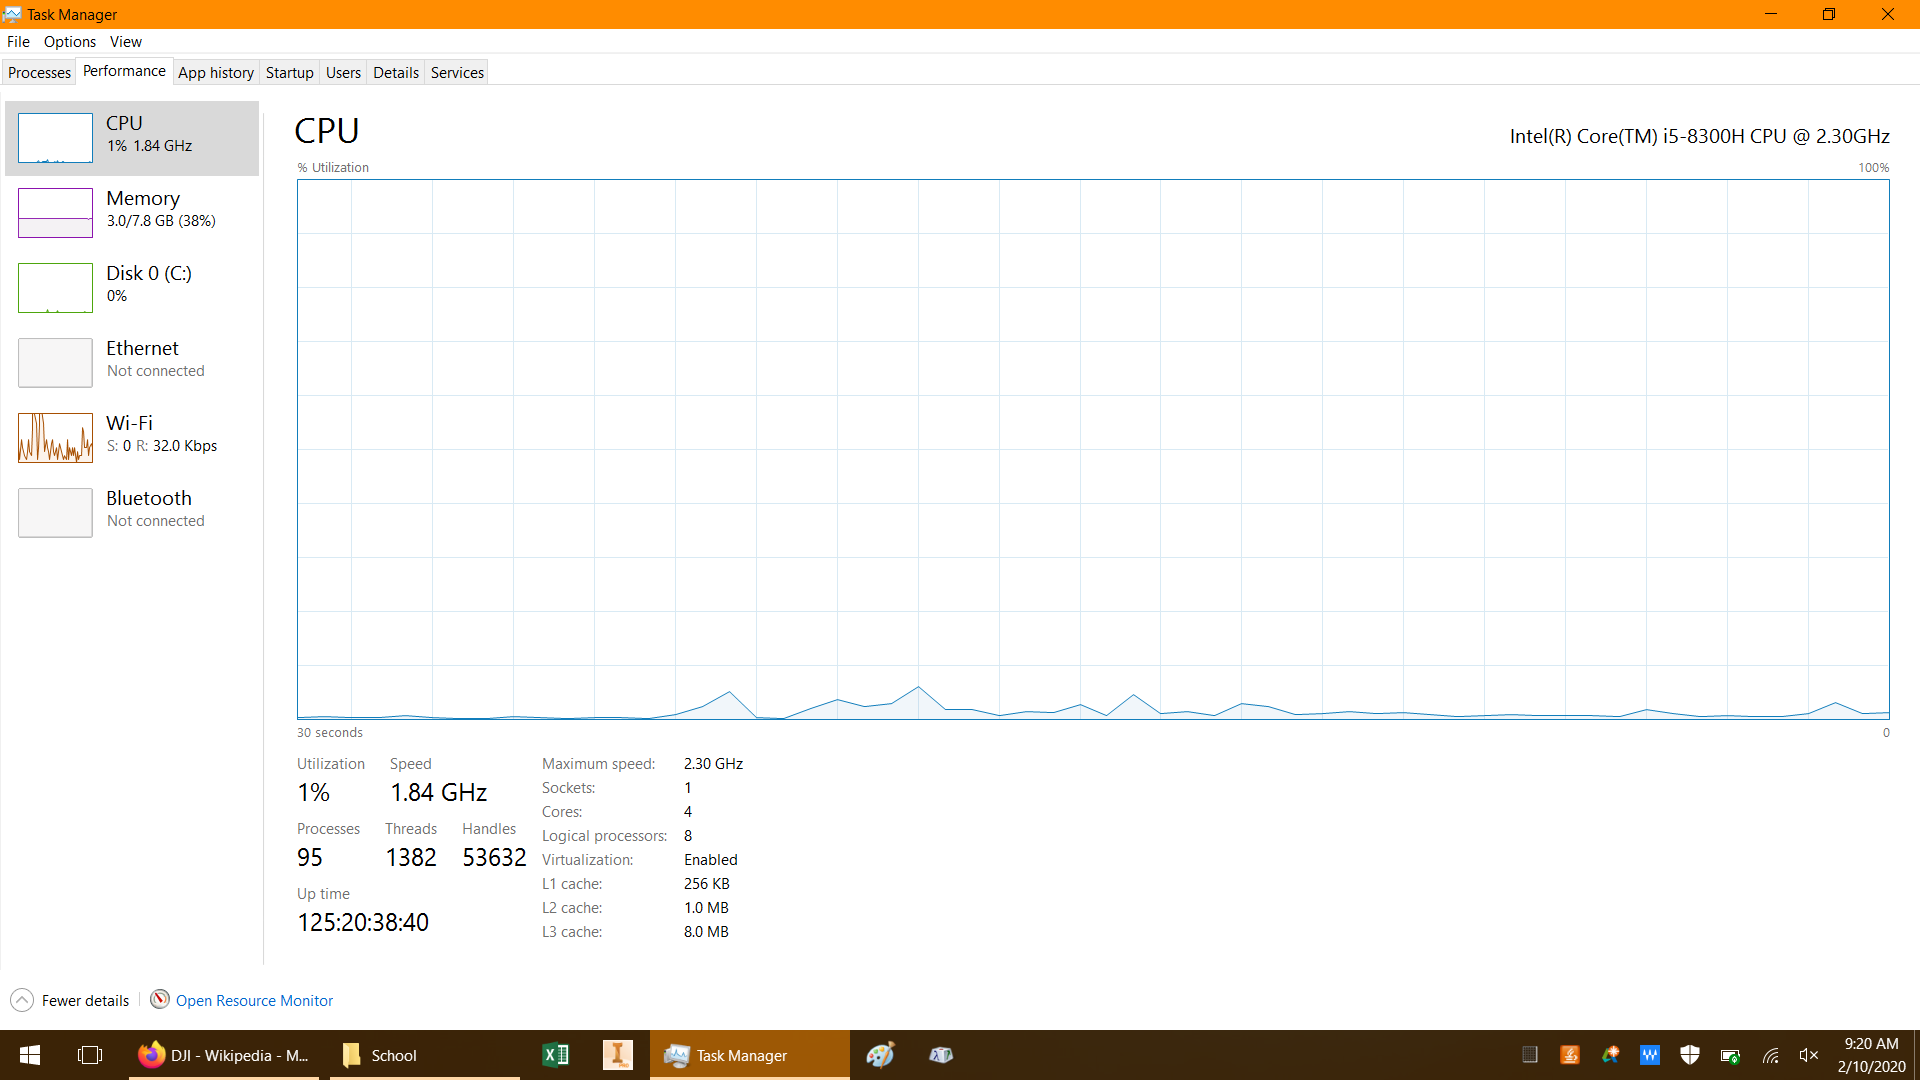 Task Manager
File Options View
Processes Performance App history Startup Users Details Services
CPU
1% 1.84 GHz
Memory
3.0/7.8 GB (38%)
Disk 0 (C:)
0%
Ethernet
Not connected
Wi-Fi
S: 0 R: 32.0 Kbps
Bluetooth
Not connected
CPU
Intel(R) Core(TM) i5-8300H CPU @ 2.30GHz
% Utilization 100%
30 seconds 0
Utilization Speed
1% 1.84 GHz
Processes Threads Handles
95 1382 53632
Up time
125:20:38:40
Maximum speed: 2.30 GHz
Sockets: 1
Cores: 4
Logical processors: 8
Virtualization: Enabled
L1 cache: 256 KB
L2 cache: 1.0 MB
L3 cache: 8.0 MB
Fewer details Open Resource Monitor
DJI - Wikipedia - M... School Task Manager
9:20 AM
2/10/2020